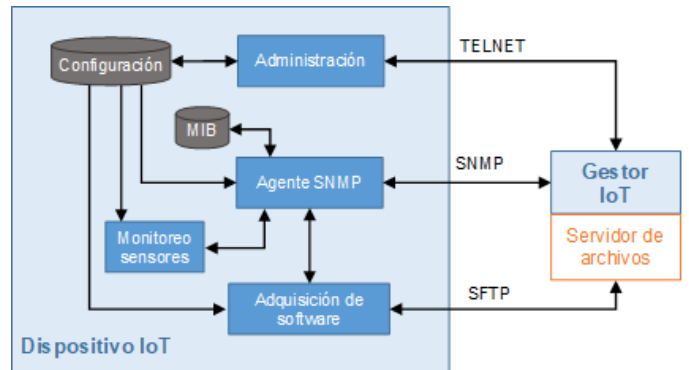 Configuración
Administración
TELNET
MIB
Agente SNMP
SNMP
Gestor
IoT
Monitoreo
sensores
Servidor de
archivos
Adquisición de
software
SFTP
Dispositivo IoT